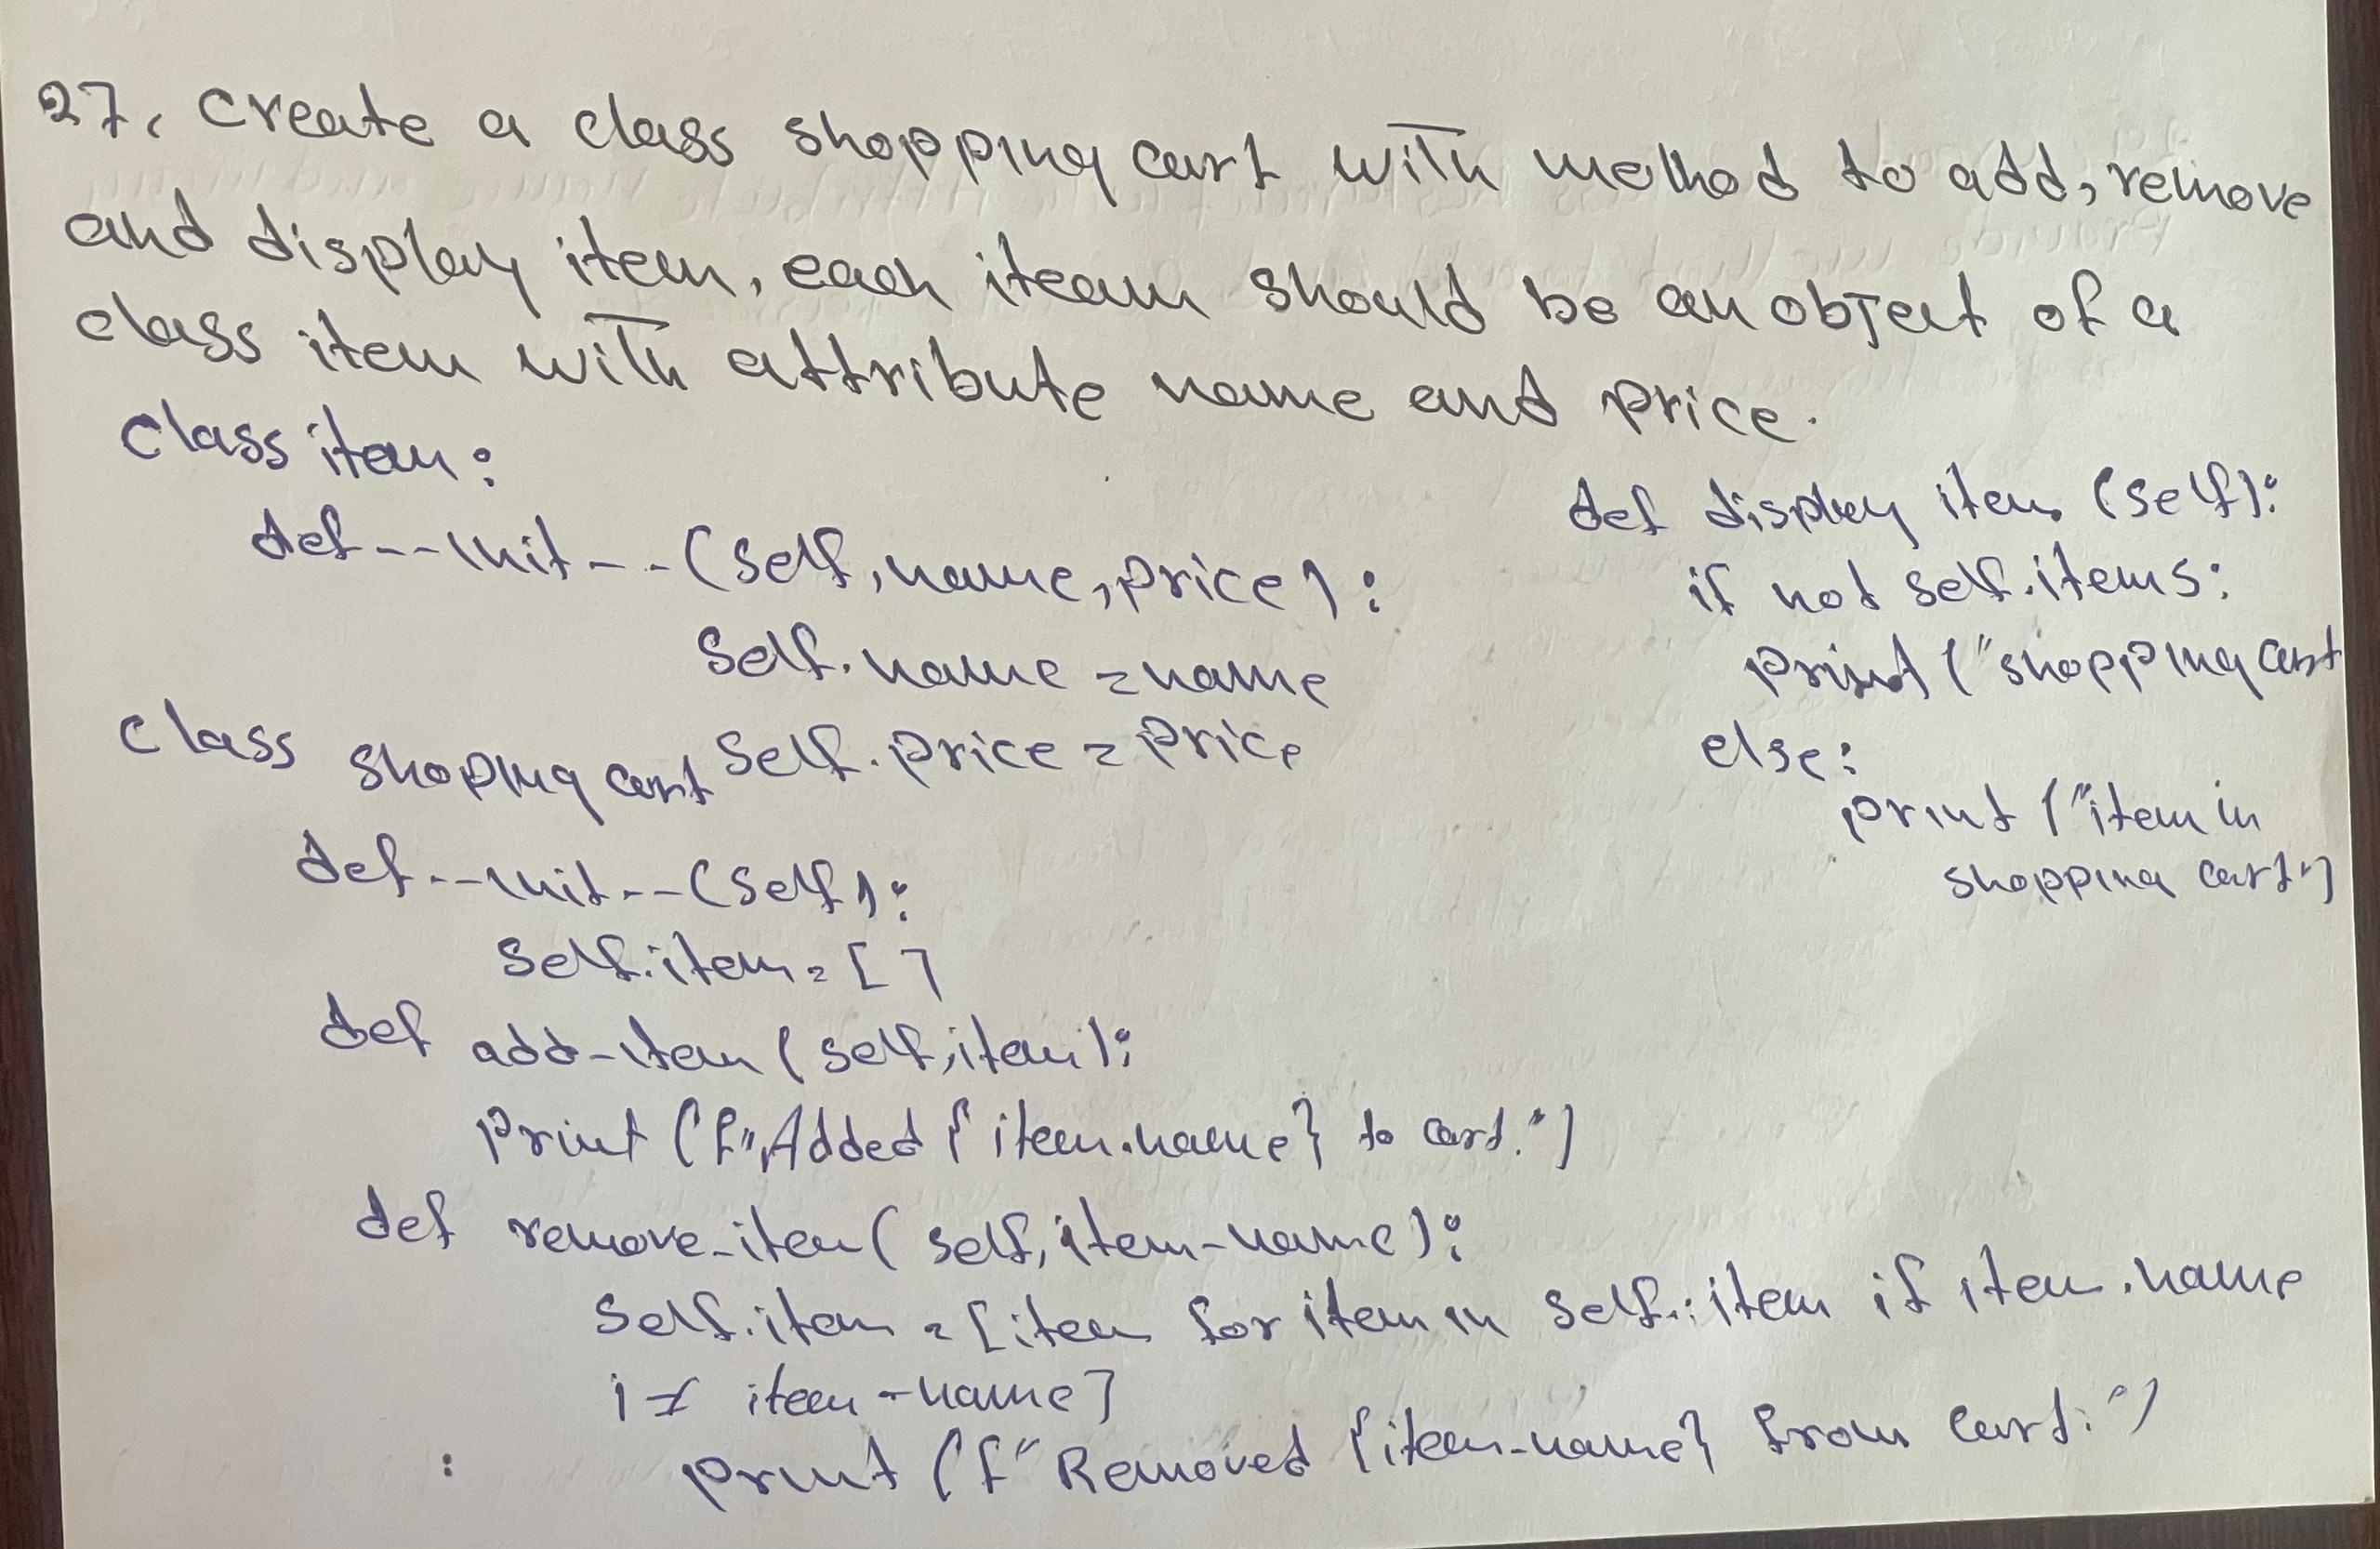 27. Create a class shopping cart with method to add, remove
and display item, each iteam should be an object of a
class item with attribute name and price.
Class item:
def--init--(self, name, price):
Self.name = name
Self.price = price
Class shoping cart
def--init--(self):
Self.item = []
def add-item (self, item):
Print (f"Added {item.name} to cart.")
def remove-item (self, item-name):
Self.item = [item for item in self.item if item.name
!= item-name]
print (f"Removed {item-name} from cart.")
def display item (self):
if not self.items:
print ("shopping cart
else:
print ("item in
shopping cart")